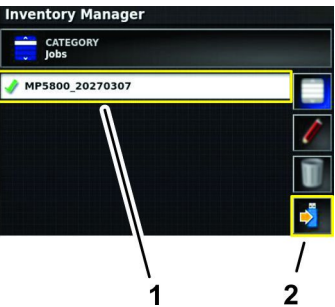 Inventory Manager
CATEGORY
Jobs
MP5800_20270307
1
2